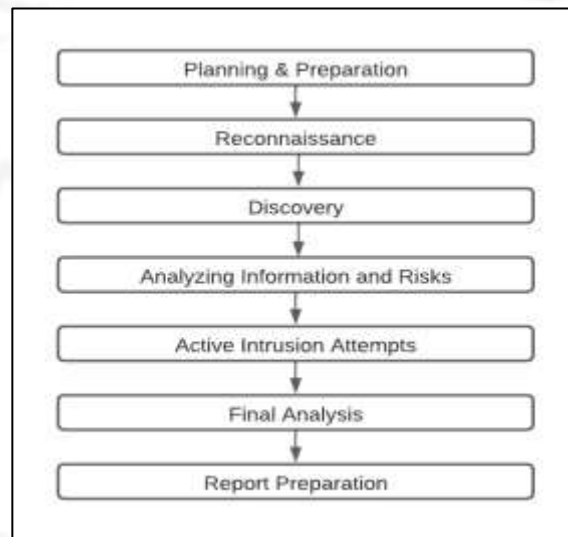 Planning & Preparation
Reconnaissance
Discovery
Analyzing Information and Risks
Active Intrusion Attempts
Final Analysis
Report Preparation